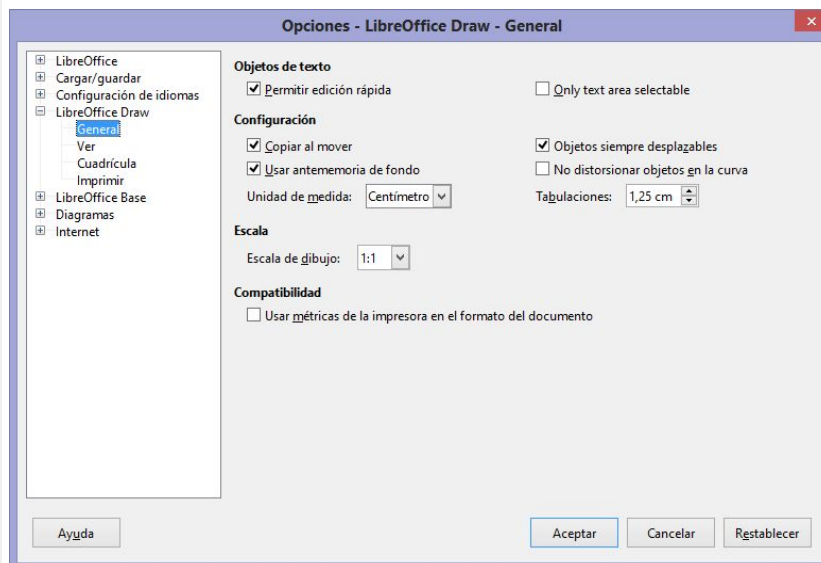 Opciones - LibreOffice Draw - General
LibreOffice
Cargar/guardar
Configuración de idiomas
LibreOffice Draw
General
Ver
Cuadrícula
Imprimir
LibreOffice Base
Diagramas
Internet
Objetos de texto
Permitir edición rápida
Only text area selectable
Configuración
Copiar al mover
Objetos siempre desplazables
Usar antememoria de fondo
No distorsionar objetos en la curva
Unidad de medida: Centímetro
Tabulaciones: 1,25 cm
Escala
Escala de dibujo: 1:1
Compatibilidad
Usar métricas de la impresora en el formato del documento
Ayuda
Aceptar
Cancelar
Restablecer